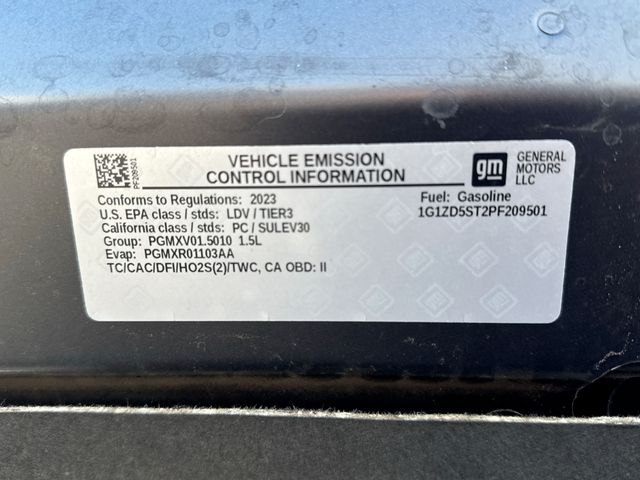 PF209501
VEHICLE EMISSION
CONTROL INFORMATION
gm
GENERAL
MOTORS
LLC
Conforms to Regulations: 2023
Fuel: Gasoline
U.S. EPA class / stds: LDV / TIER3
1G1ZD5ST2PF209501
California class / stds: PC / SULEV30
Group: PGMXV01.5010 1.5L
Evap: PGMXR01103AA
TC/CAC/DFI/HO2S(2)/TWC, CA OBD: II